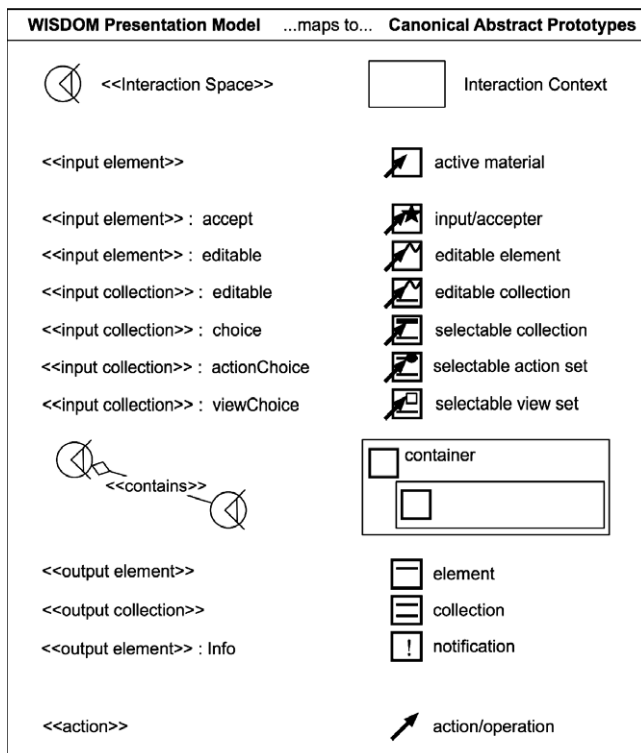 WISDOM Presentation Model ...maps to... Canonical Abstract Prototypes
<<Interaction Space>> Interaction Context
<<input element>> active material
<<input element>> : accept input/accepter
<<input element>> : editable editable element
<<input collection>> : editable editable collection
<<input collection>> : choice selectable collection
<<input collection>> : actionChoice selectable action set
<<input collection>> : viewChoice selectable view set
<<contains>> container
<<output element>> element
<<output collection>> collection
<<output element>> : Info ! notification
<<action>> action/operation